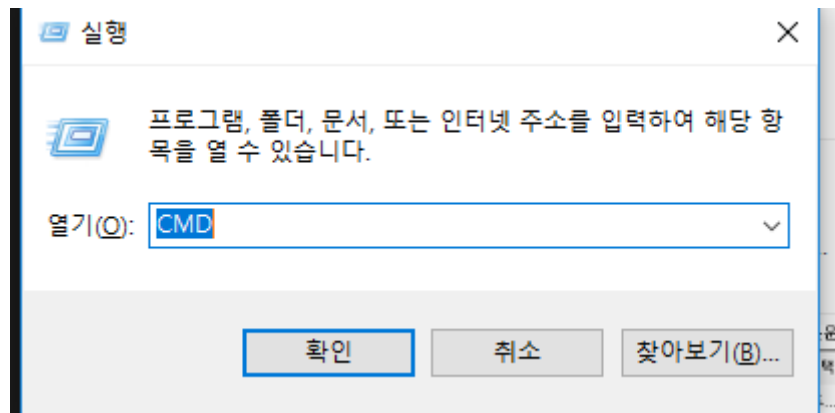 실행
프로그램, 폴더, 문서, 또는 인터넷 주소를 입력하여 해당 항
목을 열 수 있습니다.
열기(O): CMD
확인 취소 찾아보기(B)...